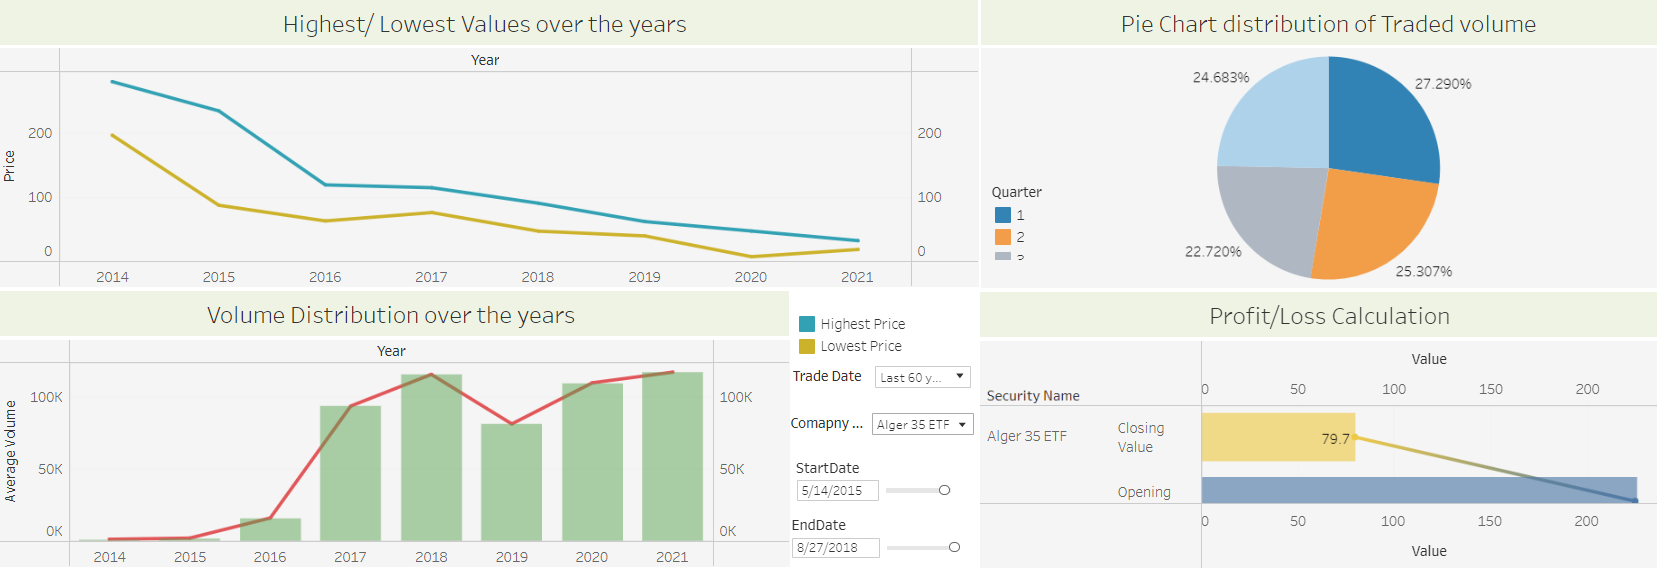 Highest/ Lowest Values over the years
Year
Price
200
100
0
200
100
0
2014 2015 2016 2017 2018 2019 2020 2021
Pie Chart distribution of Traded volume
24.683%
27.290%
22.720%
25.307%
Quarter
1
2
Volume Distribution over the years
Year
Average Volume
100K
50K
0K
100K
50K
0K
2014 2015 2016 2017 2018 2019 2020 2021
Highest Price
Lowest Price
Trade Date
Last 60 y...
Comapny ...
Alger 35 ETF
StartDate
5/14/2015
EndDate
8/27/2018
Profit/Loss Calculation
Value
0 50 100 150 200
Security Name
Alger 35 ETF
Closing
Value
79.7
Opening
0 50 100 150 200
Value